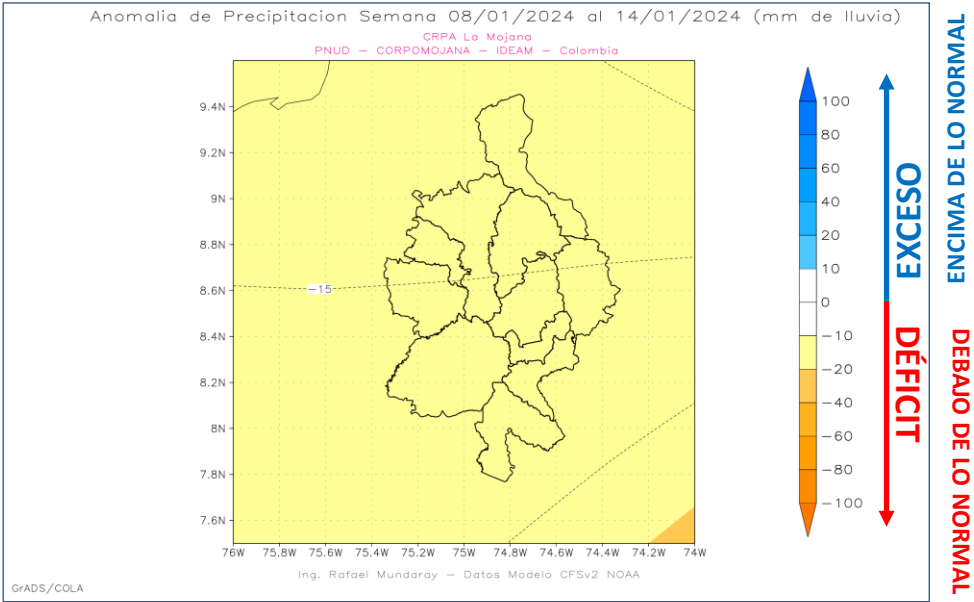 Anomalia de Precipitacion Semana 08/01/2024 al 14/01/2024 (mm de lluvia)
CRPA La Mojana
PNUD – CORPOMOJANA – IDEAM – Colombia
9.4N
9.2N
9N
8.8N
8.6N
8.4N
8.2N
8N
7.8N
7.6N
-15
76W 75.8W 75.6W 75.4W 75.2W 75W 74.8W 74.6W 74.4W 74.2W 74W
Ing. Rafael Mundaray – Datos Modelo CFSv2 NOAA
GrADS/COLA
100
80
60
40
20
10
0
-10
-20
-40
-60
-80
-100
EXCESO
DÉFICIT
ENCIMA DE LO NORMAL
DEBAJO DE LO NORMAL